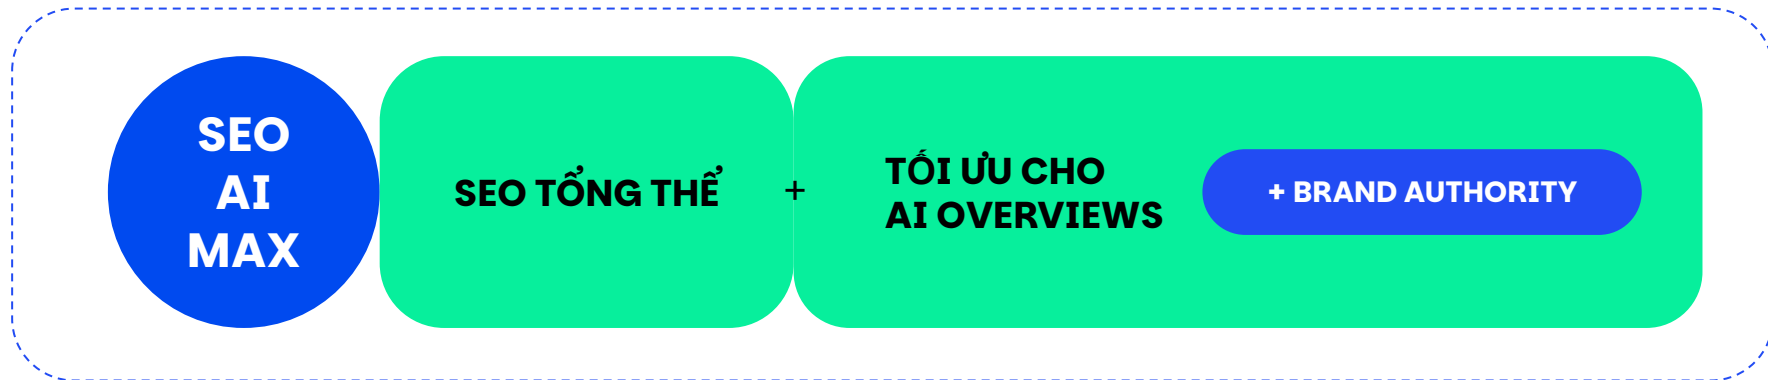 SEO
AI
MAX
SEO TỔNG THỂ
+
TỐI ƯU CHO
AI OVERVIEWS
+ BRAND AUTHORITY